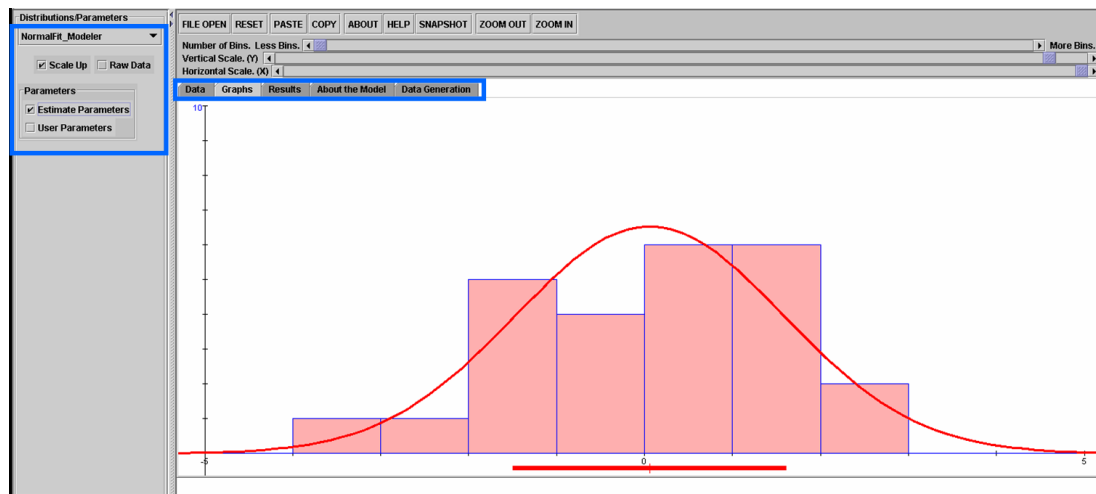 Distributions/Parameters
NormalFit_Modeler
Scale Up Raw Data
Parameters
Estimate Parameters
User Parameters
FILE OPEN RESET PASTE COPY ABOUT HELP SNAPSHOT ZOOM OUT ZOOM IN
Number of Bins. Less Bins. More Bins.
Vertical Scale. (Y)
Horizontal Scale. (X)
Data Graphs Results About the Model Data Generation
10
-5 0 5